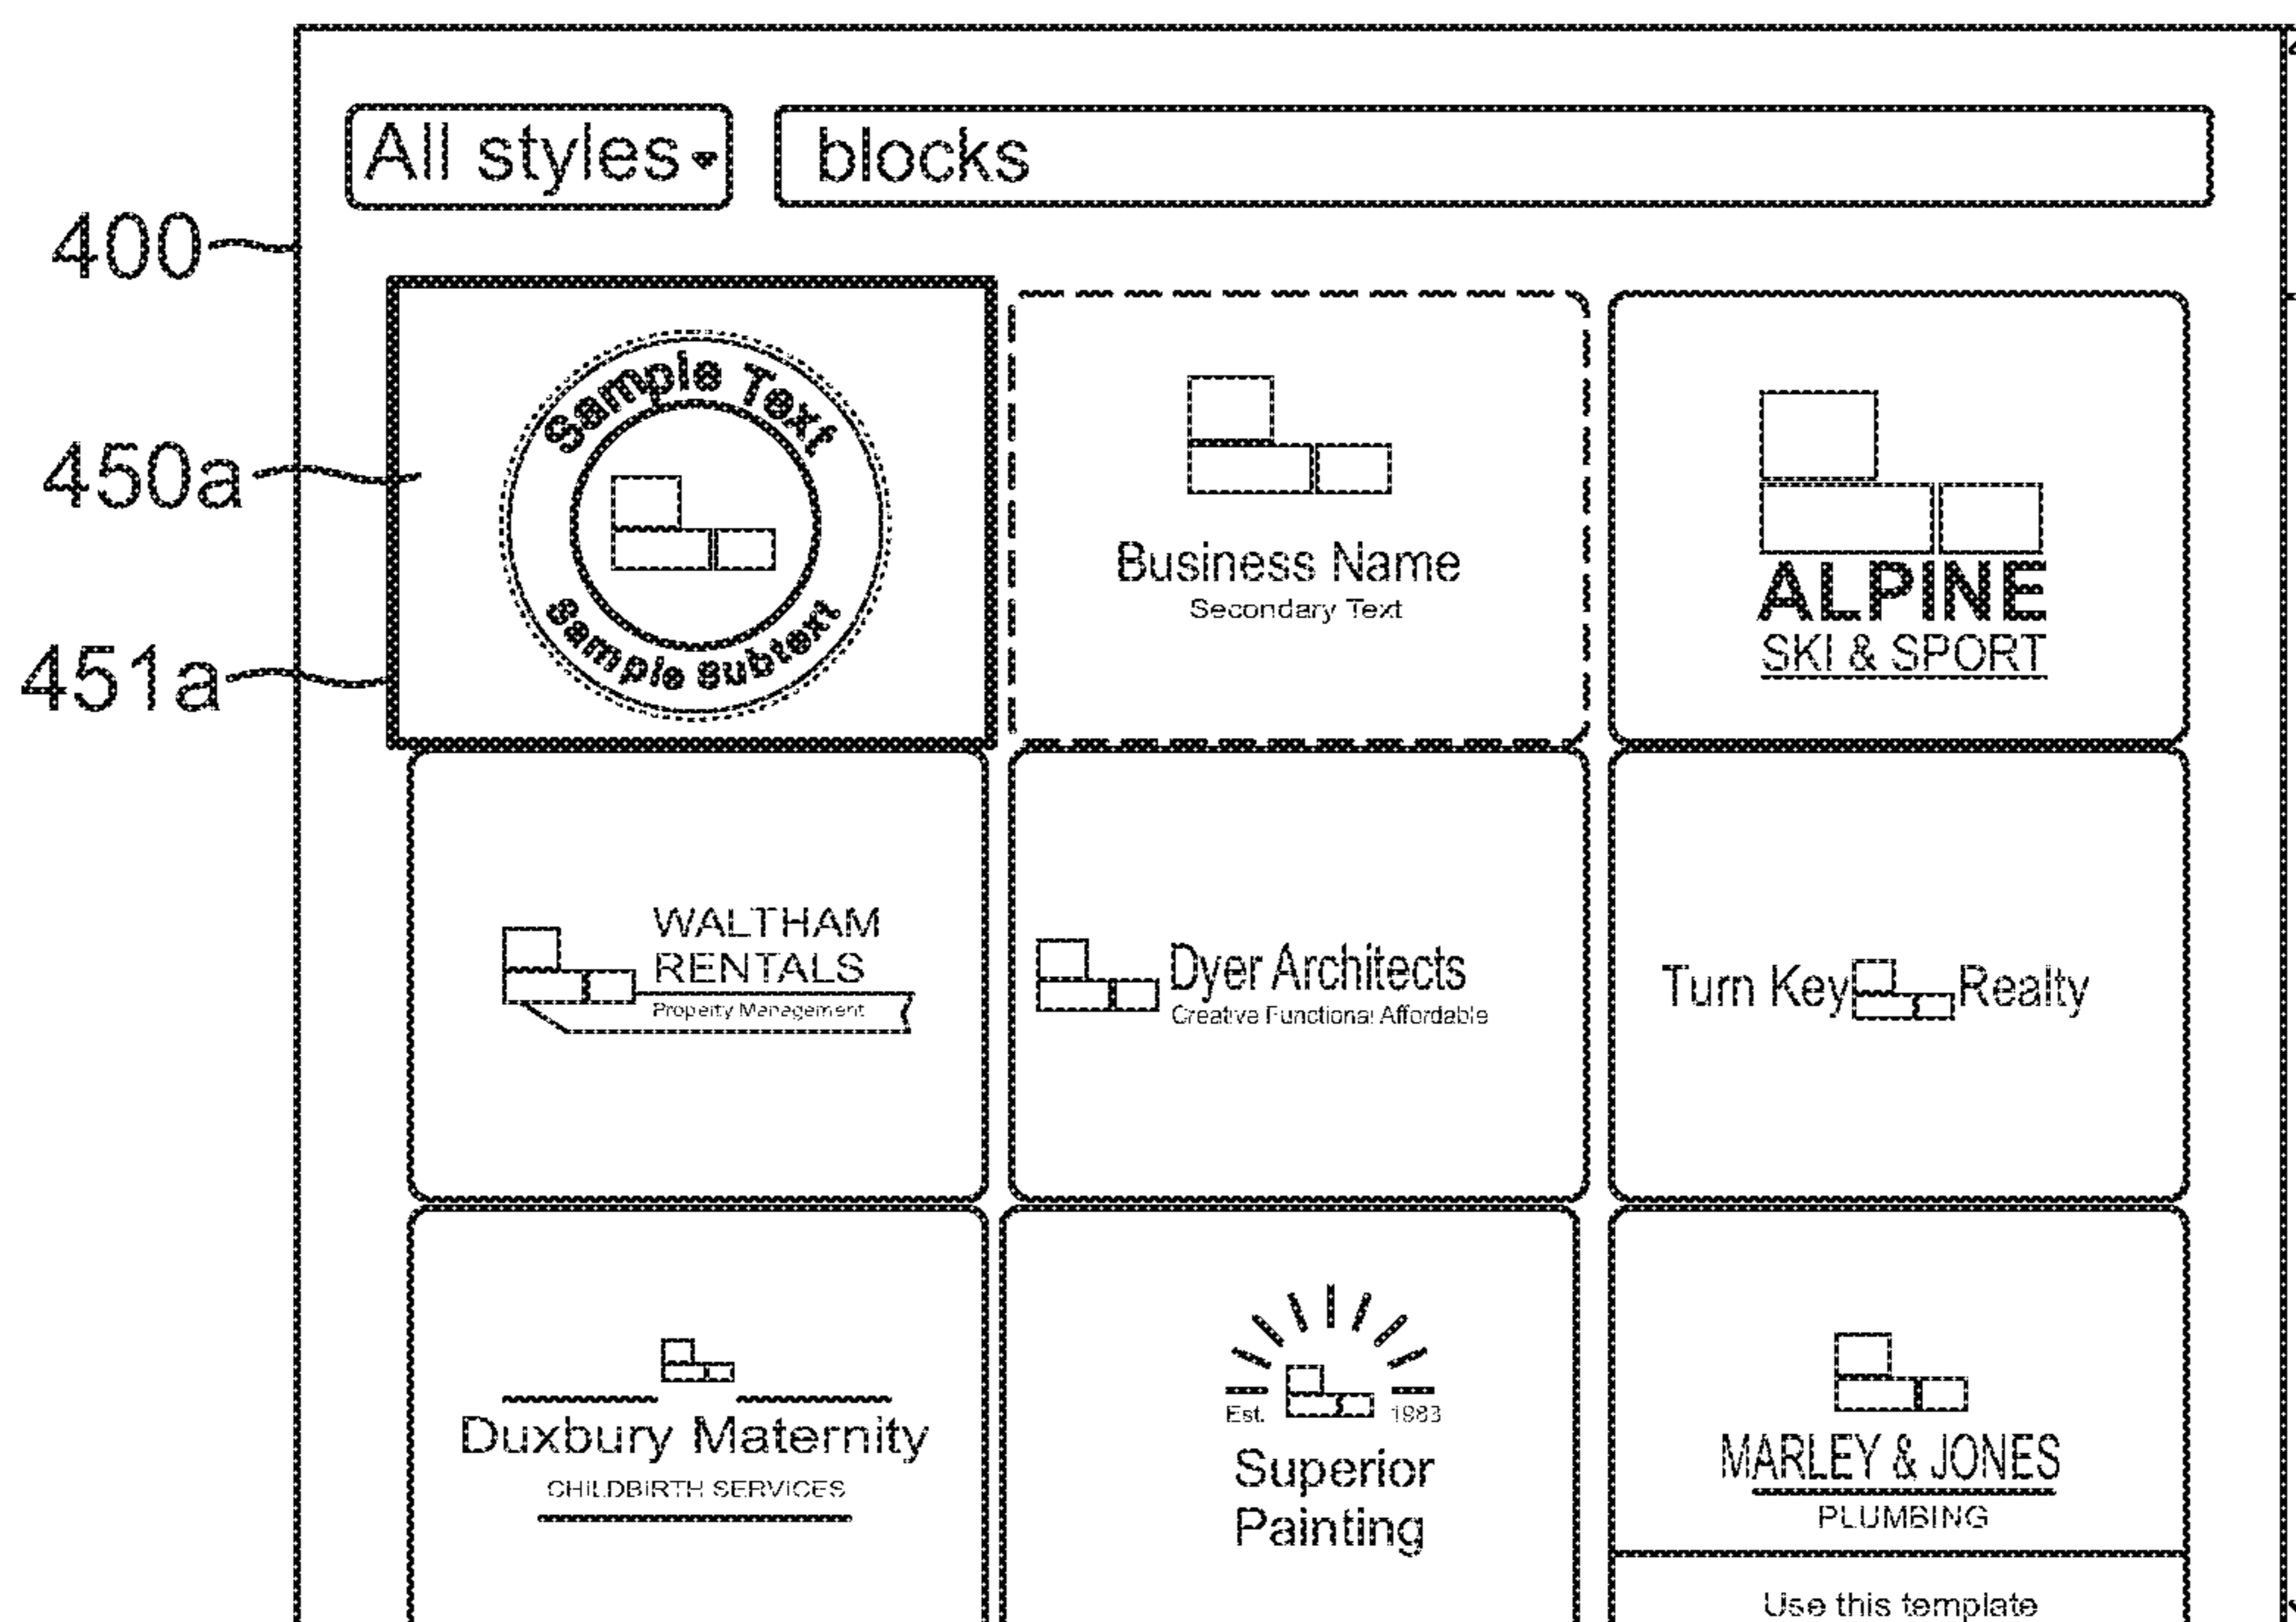 All styles
blocks
400
450a
451a
Sample Text
Sample subtext
Business Name
Secondary Text
ALPINE
SKI & SPORT
WALTHAM
RENTALS
Property Management
Dyer Architects
Creative Functional Affordable
Turn Key Realty
Duxbury Maternity
CHILDBIRTH SERVICES
Est. 1983
Superior
Painting
MARLEY & JONES
PLUMBING
Use this template